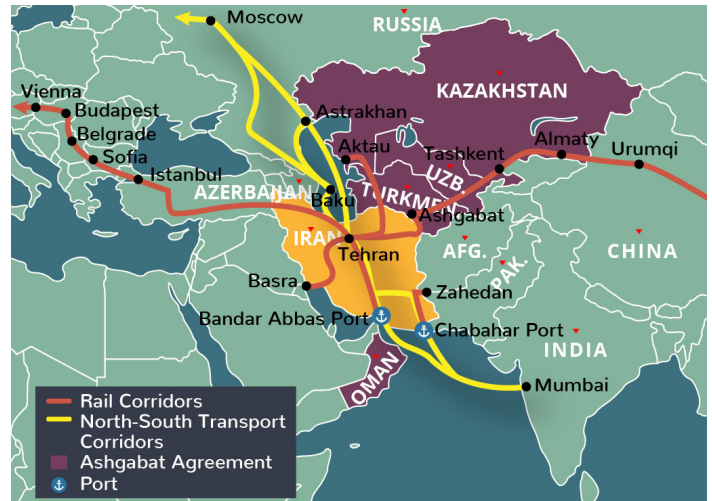 Moscow
RUSSIA
KAZAKHSTAN
Vienna
Budapest
Astrakhan
Belgrade
Aktau
Almaty
Urumqi
Sofia
Tashkent
Istanbul
UZB.
AZERBAIJAN
Baku
TURKMEN.
Ashgabat
IRAN
Tehran
AFG.
CHINA
PAK.
Basra
Zahedan
Bandar Abbas Port
Chabahar Port
INDIA
OMAN
Mumbai
Rail Corridors
North-South Transport
Corridors
Ashgabat Agreement
Port